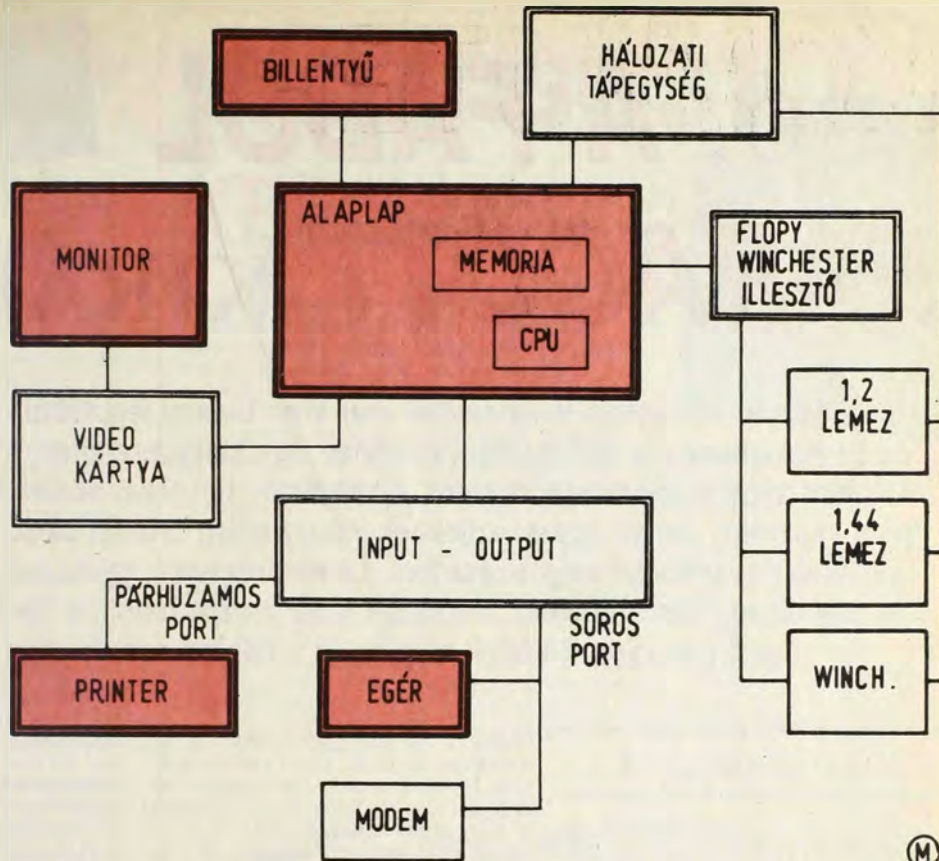 BILLENTYŰ
HÁLOZATI
TÁPEGYSÉG
ALAPLAP
MEMORIA
CPU
MONITOR
FLOPY
WINCHESTER
ILLESZTŐ
VIDEO
KÁRTYA
1,2
LEMEZ
1,44
LEMEZ
WINCH.
INPUT - OUTPUT
PÁRHUZAMOS
PORT
SOROS
PORT
PRINTER
EGÉR
MODEM
M